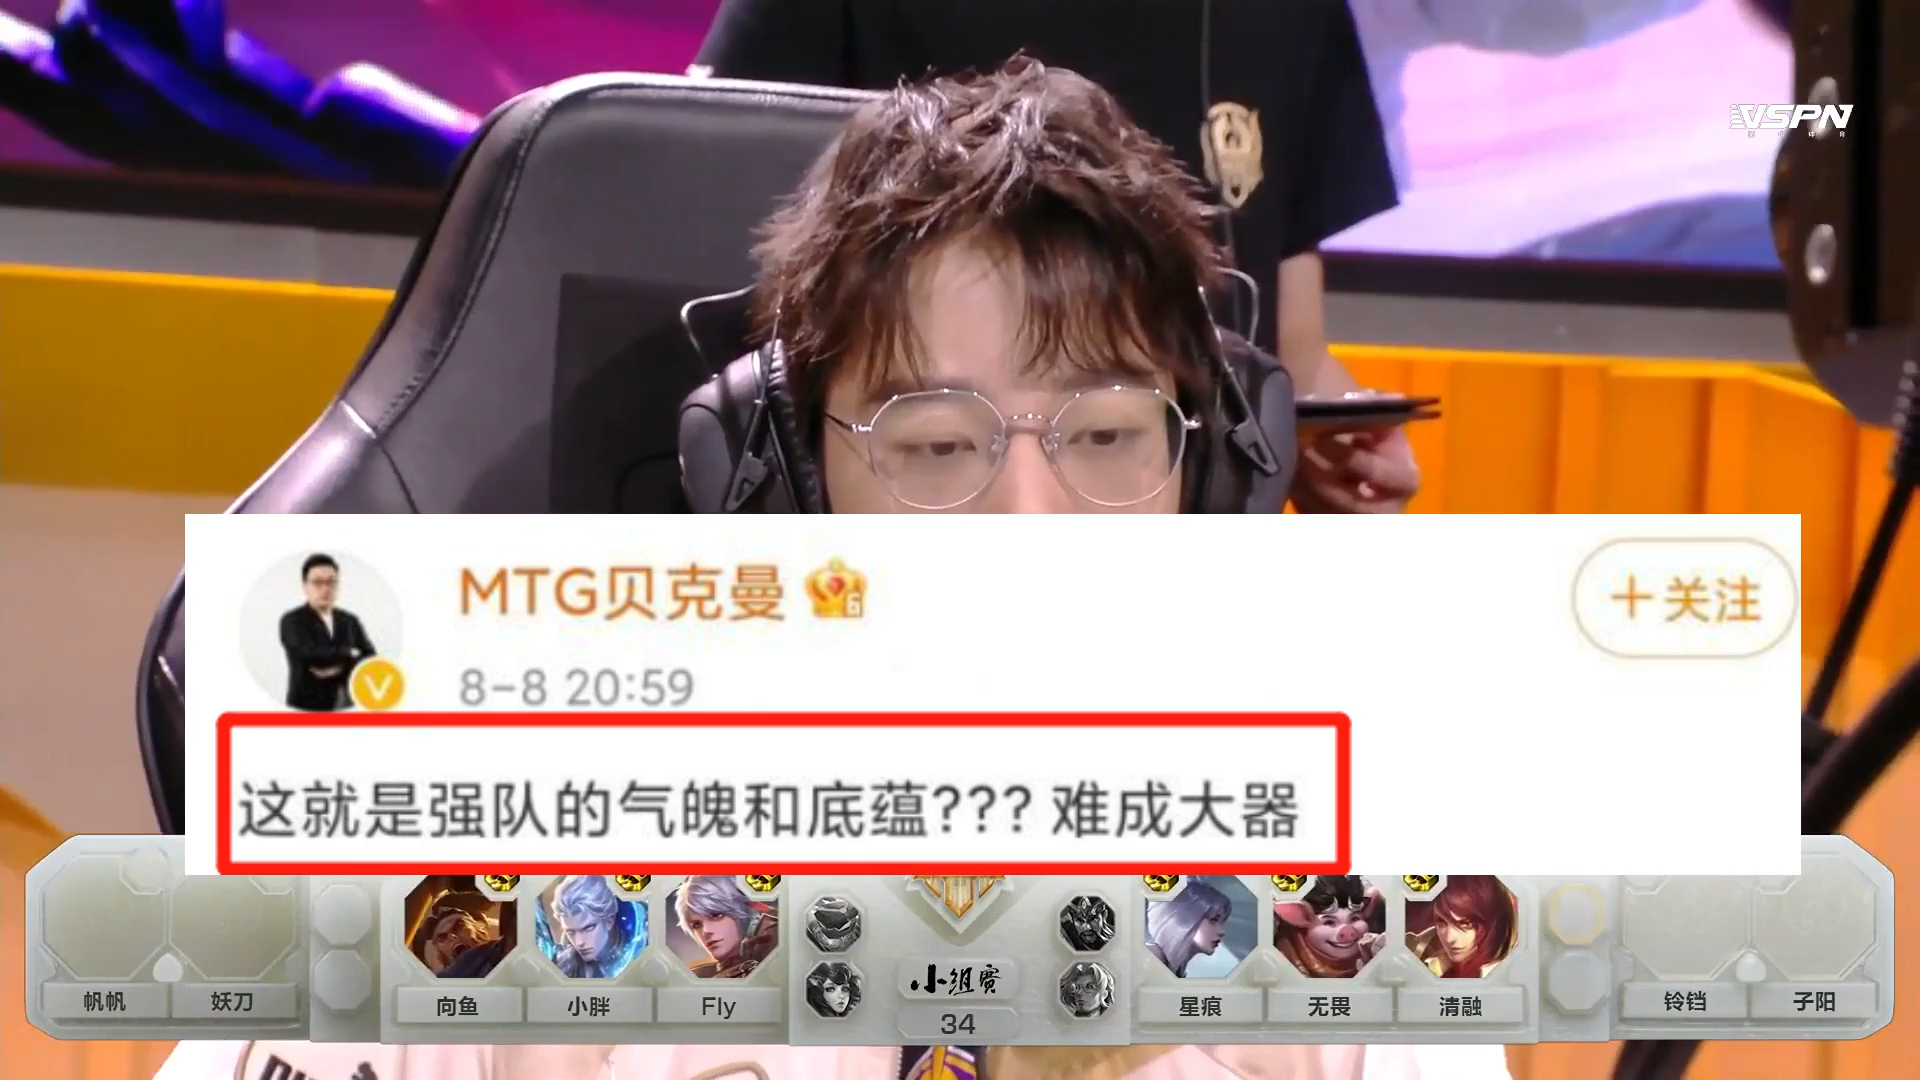 VSPN
MTG贝克曼
6
+关注
V
8-8 20:59
这就是强队的气魄和底蕴??? 难成大器
帆帆
妖刀
向鱼
小胖
Fly
小组赛
34
星痕
无畏
清融
铃铛
子阳